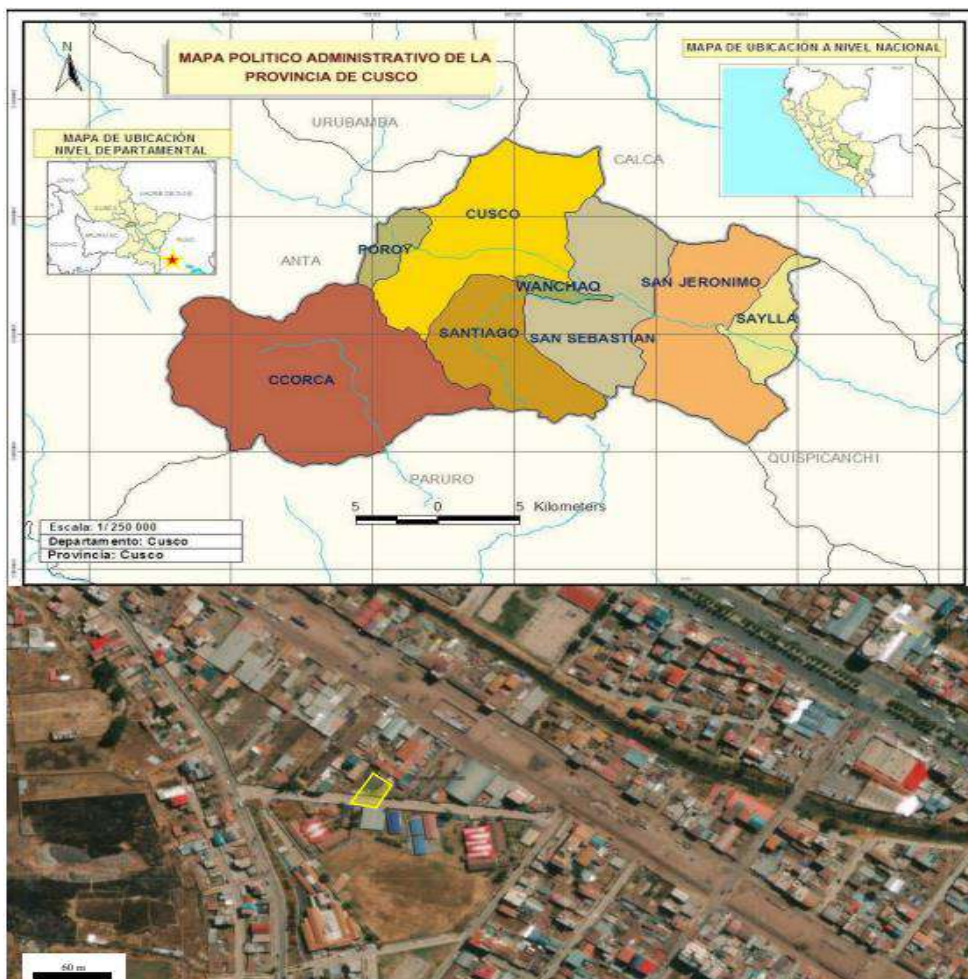 N
MAPA POLITICO ADMINISTRATIVO DE LA
PROVINCIA DE CUSCO
MAPA DE UBICACIÓN A NIVEL NACIONAL
MAPA DE UBICACIÓN
NIVEL DEPARTAMENTAL
CUSCO
URUBAMBA
CALCA
ANTA
CUSCO
POROY
WANCHAQ
SAN JERONIMO
SANTIAGO
SAN SEBASTIAN
SAYLLA
CCORCA
QUISPICANCHI
PARURO
5 0 5 Kilometers
Escala: 1/250 000
Departamento: Cusco
Provincia: Cusco
60 m